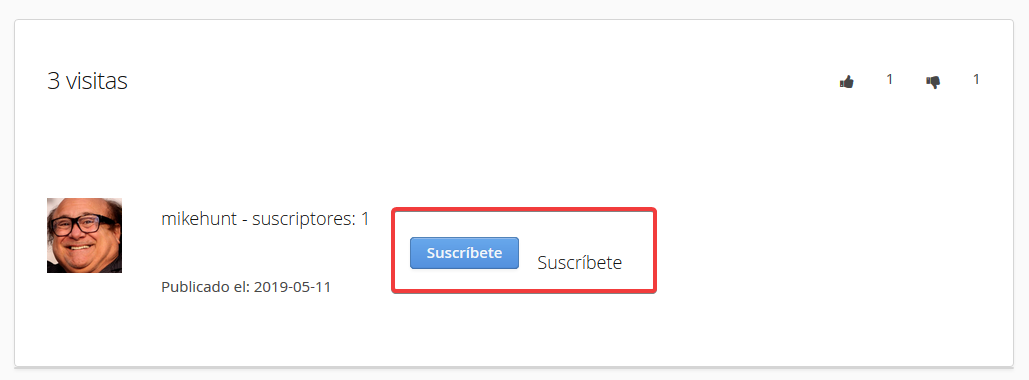 3 visitas
1
1
mikehunt - suscriptores: 1
Suscríbete
Suscríbete
Publicado el: 2019-05-11